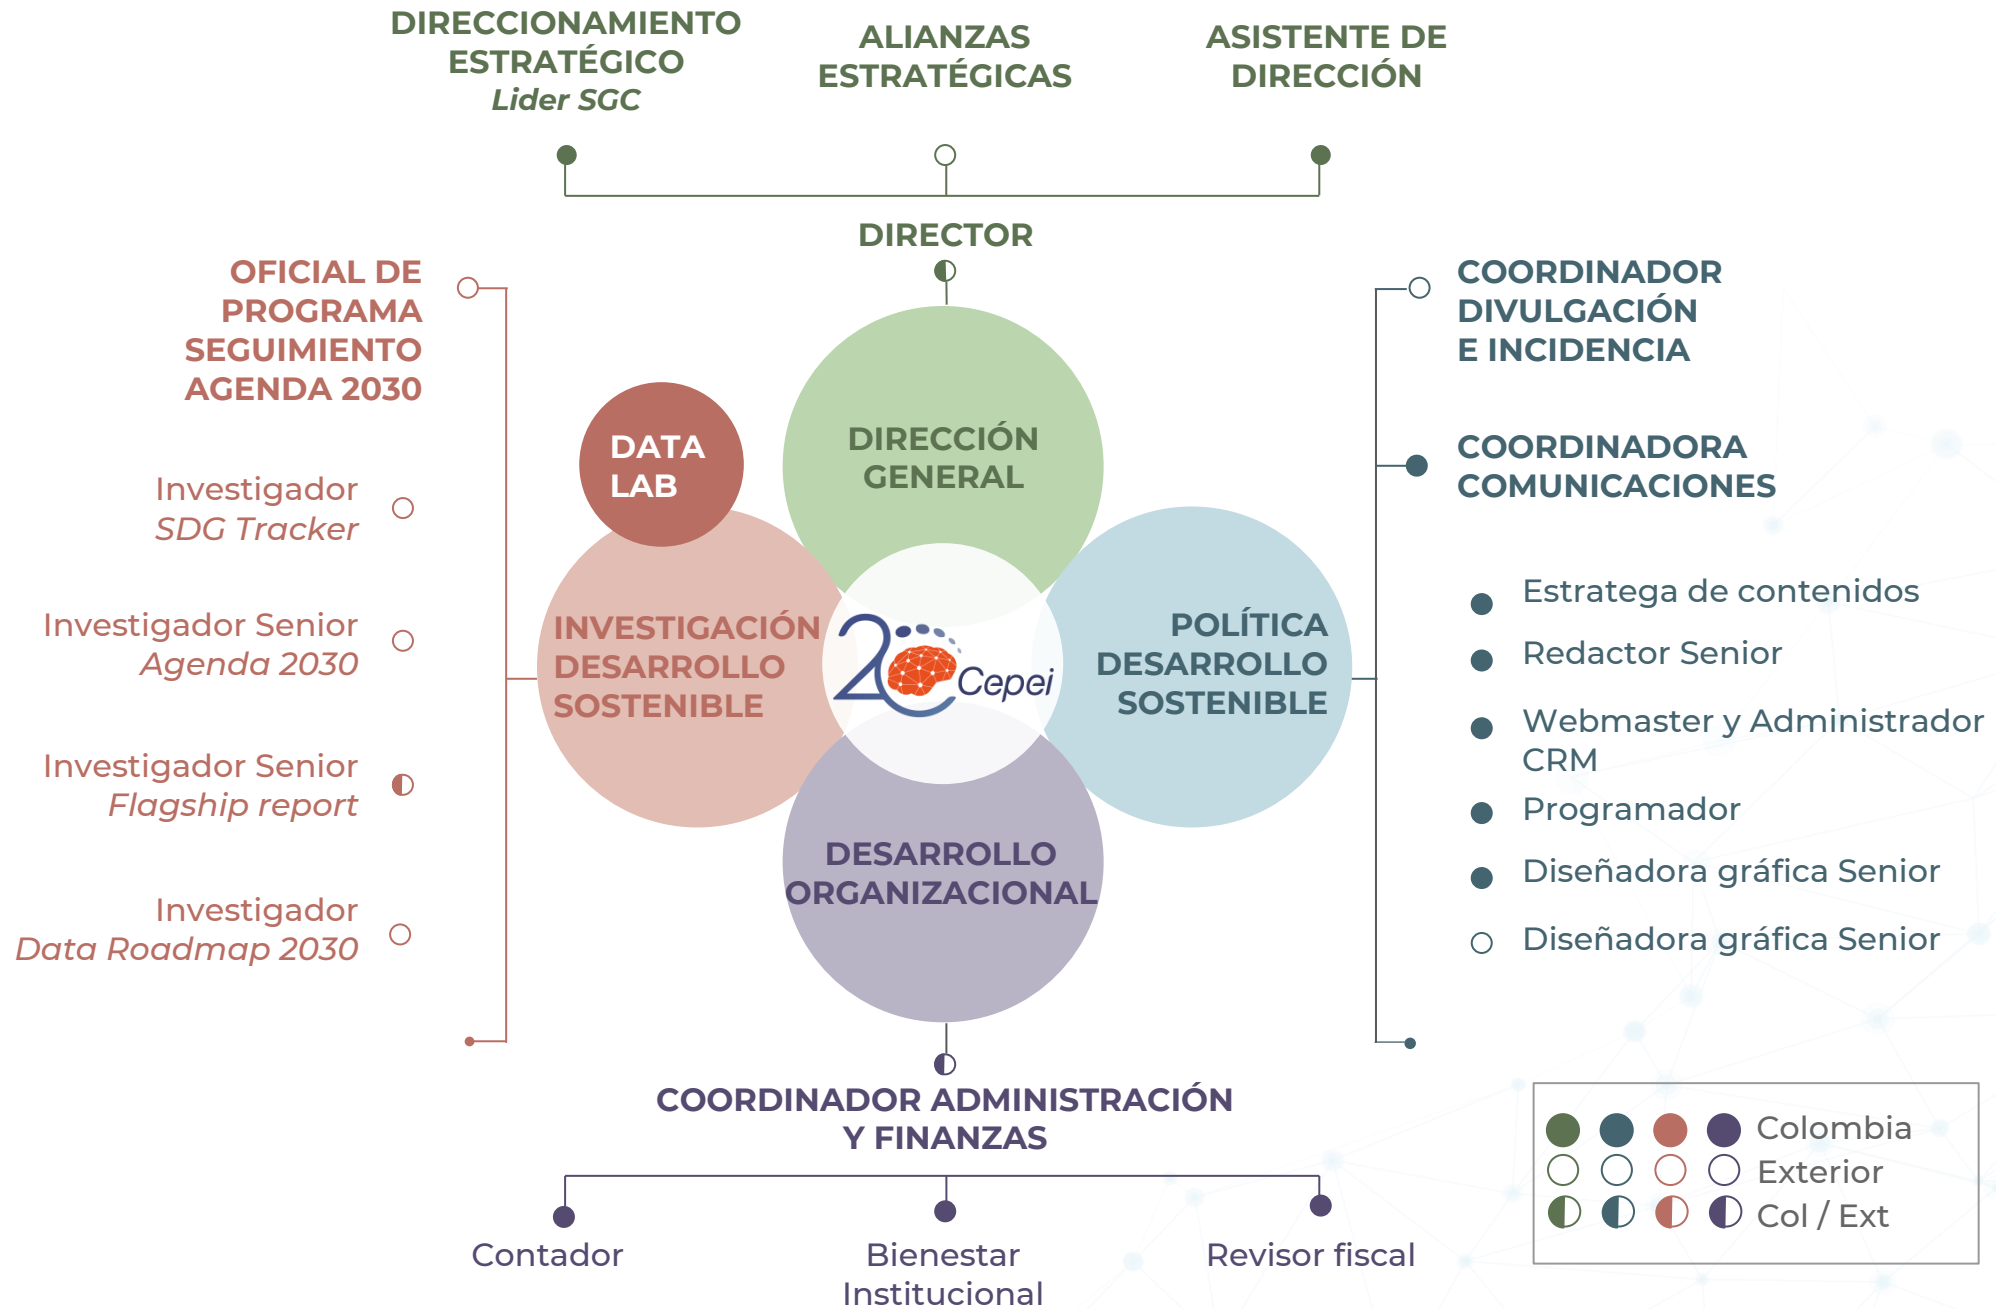 DIRECCIONAMIENTO
ESTRATÉGICO
Lider SGC
ALIANZAS
ESTRATÉGICAS
ASISTENTE DE
DIRECCIÓN
DIRECTOR
OFICIAL DE
PROGRAMA
SEGUIMIENTO
AGENDA 2030
Investigador
SDG Tracker
Investigador Senior
Agenda 2030
Investigador Senior
Flagship report
Investigador
Data Roadmap 2030
DATA
LAB
DIRECCIÓN
GENERAL
INVESTIGACIÓN
DESARROLLO
SOSTENIBLE
20
Cepei
POLÍTICA
DESARROLLO
SOSTENIBLE
DESARROLLO
ORGANIZACIONAL
COORDINADOR
DIVULGACIÓN
E INCIDENCIA
COORDINADORA
COMUNICACIONES
Estratega de contenidos
Redactor Senior
Webmaster y Administrador
CRM
Programador
Diseñadora gráfica Senior
Diseñadora gráfica Senior
COORDINADOR ADMINISTRACIÓN
Y FINANZAS
Contador
Bienestar
Institucional
Revisor fiscal
Colombia
Exterior
Col / Ext